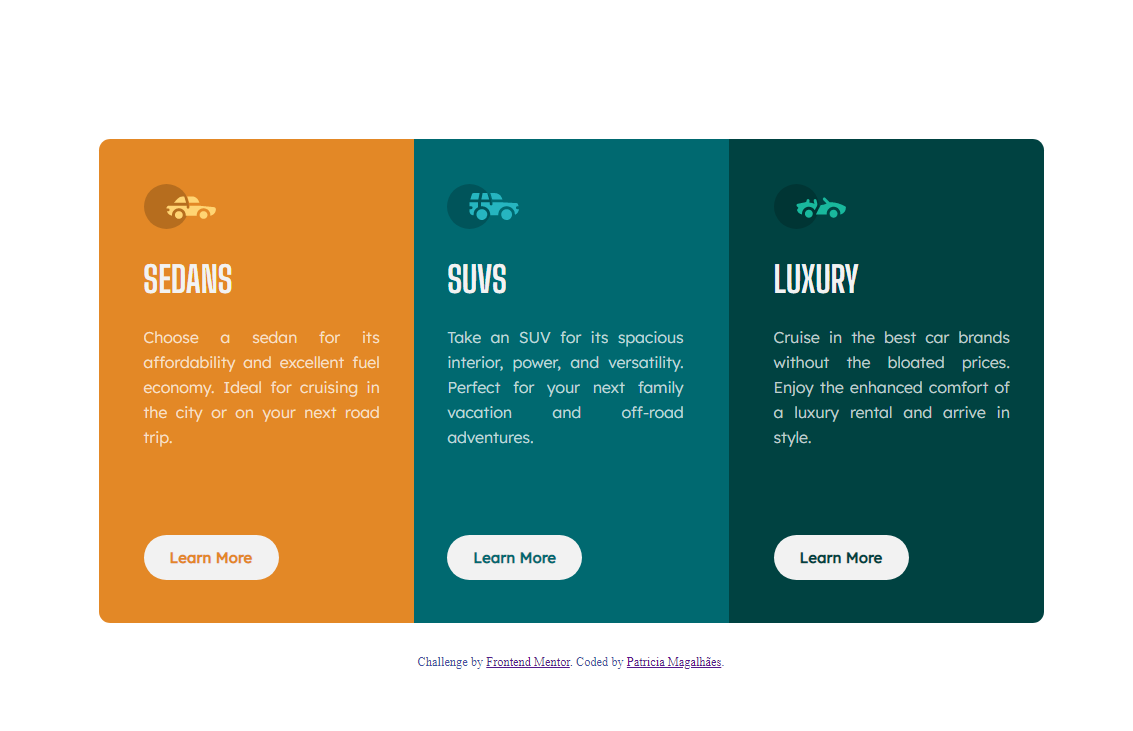 SEDANS
Choose a sedan for its
affordability and excellent fuel
economy. Ideal for cruising in
the city or on your next road
trip.
Learn More
SUVS
Take an SUV for its spacious
interior, power, and versatility.
Perfect for your next family
vacation and off-road
adventures.
Learn More
LUXURY
Cruise in the best car brands
without the bloated prices.
Enjoy the enhanced comfort of
a luxury rental and arrive in
style.
Learn More
Challenge by Frontend Mentor. Coded by Patricia Magalhães.